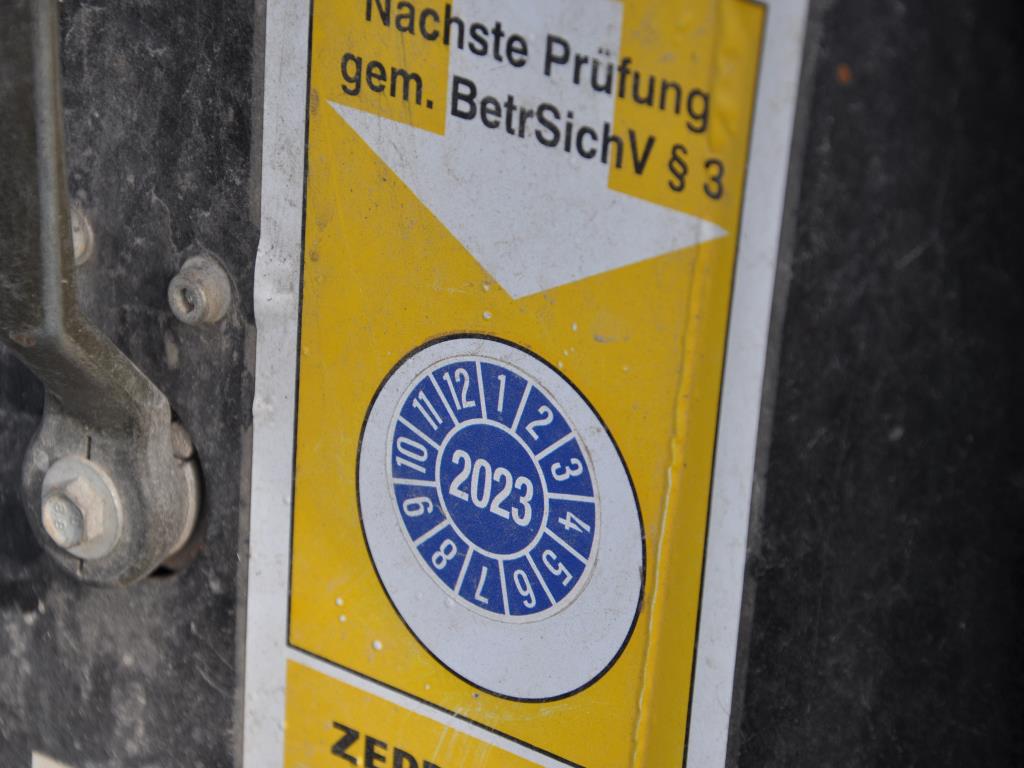 Nächste Prüfung
gem. BetrSichV § 3
12 1 2 3 4 5 6 7 8 9 10 11
2023